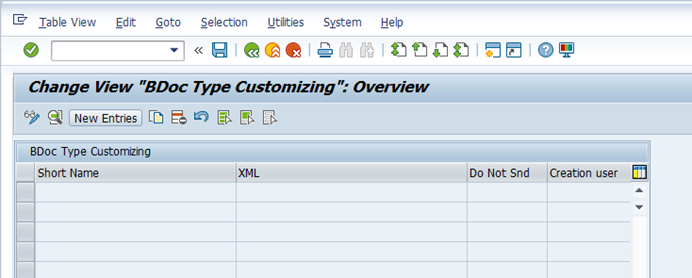 Table View Edit Goto Selection Utilities System Help
Change View "BDoc Type Customizing": Overview
New Entries
BDoc Type Customizing
Short Name XML Do Not Snd Creation user